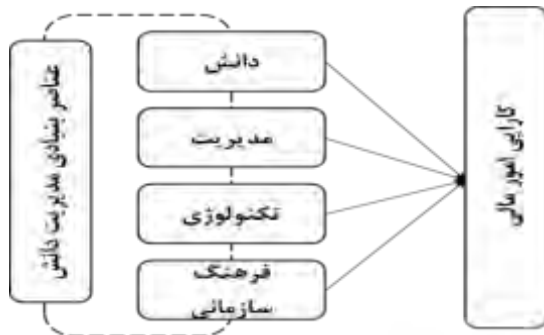 عناصر بنیادی مدیریت دانش
دانش
مدیریت
تکنولوژی
فرهنگ
سازمانی
کارایی امور مالی